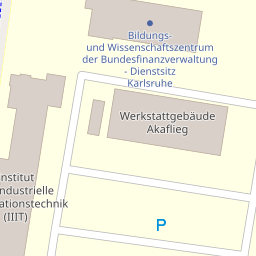 Bildungs-
und Wissenschaftszentrum
der Bundesfinanzverwaltung
- Dienstsitz
Karlsruhe
Werkstattgebäude
Akaflieg
nstitut
ndustrielle
ationstechnik
(IIIT)
P